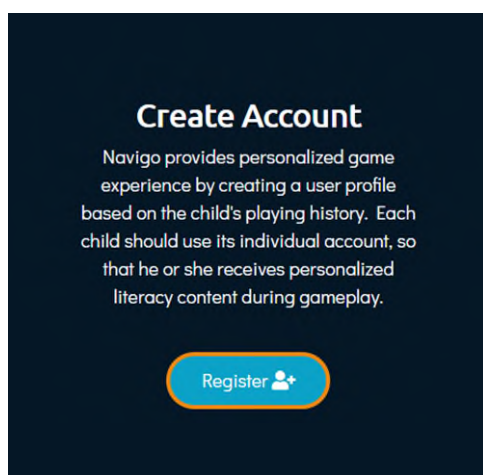 Create Account
Navigo provides personalized game
experience by creating a user profile
based on the child's playing history. Each
child should use its individual account, so
that he or she receives personalized
literacy content during gameplay.
Register